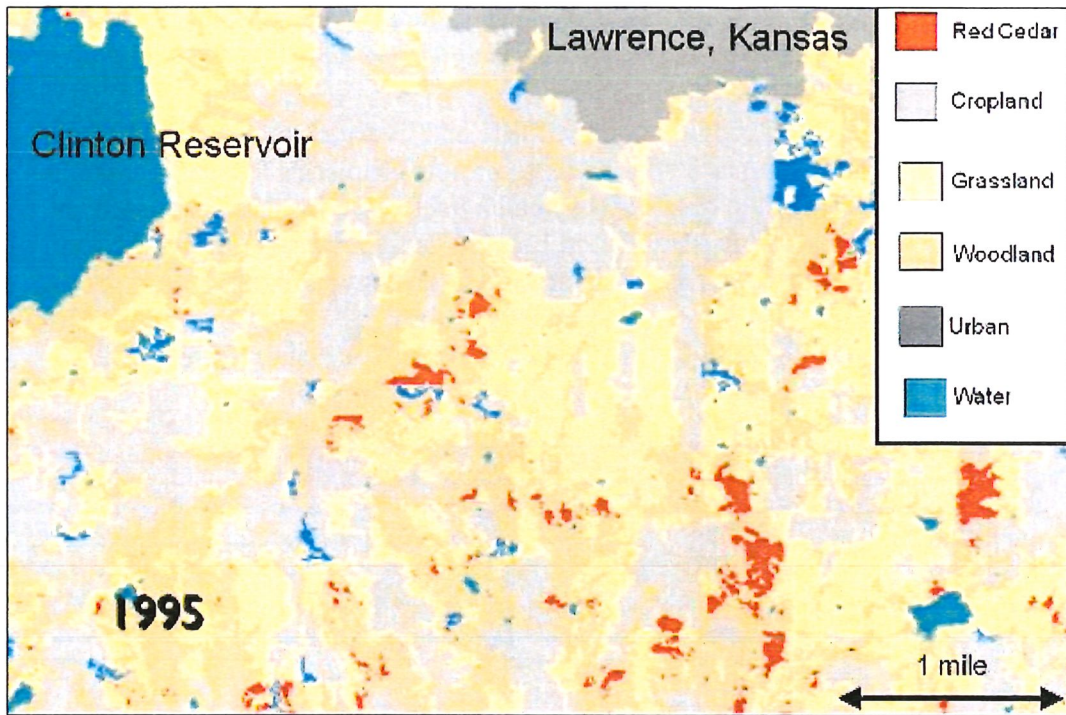 Lawrence, Kansas
Clinton Reservoir
Red Cedar
Cropland
Grassland
Woodland
Urban
Water
1995
1 mile